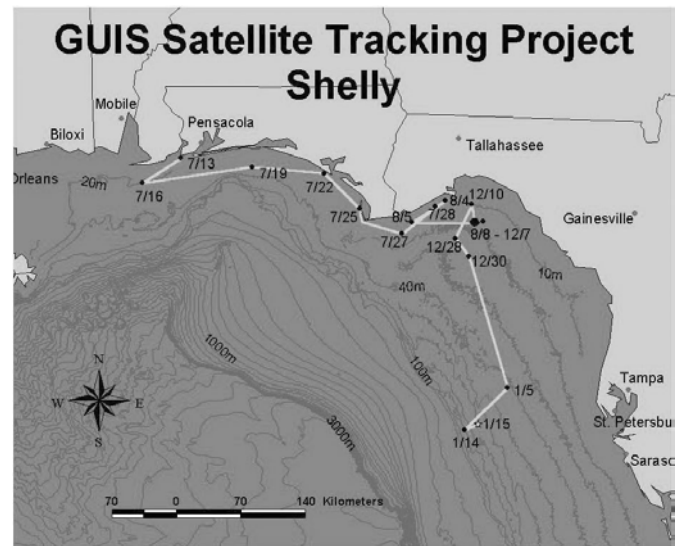 GUIS Satellite Tracking Project
Shelly
Mobile
Pensacola
Biloxi
Tallahassee
7/13
Orleans
20m
7/19
7/22
7/16
8/4
12/10
7/25
8/5
7/28
Gainesville
7/27
8/8 - 12/7
12/28
12/30
10m
40m
1000m
100m
N
W
E
S
1/5
Tampa
3000m
1/15
St. Petersbu
1/14
Sarasc
70
0
70
140
Kilometers